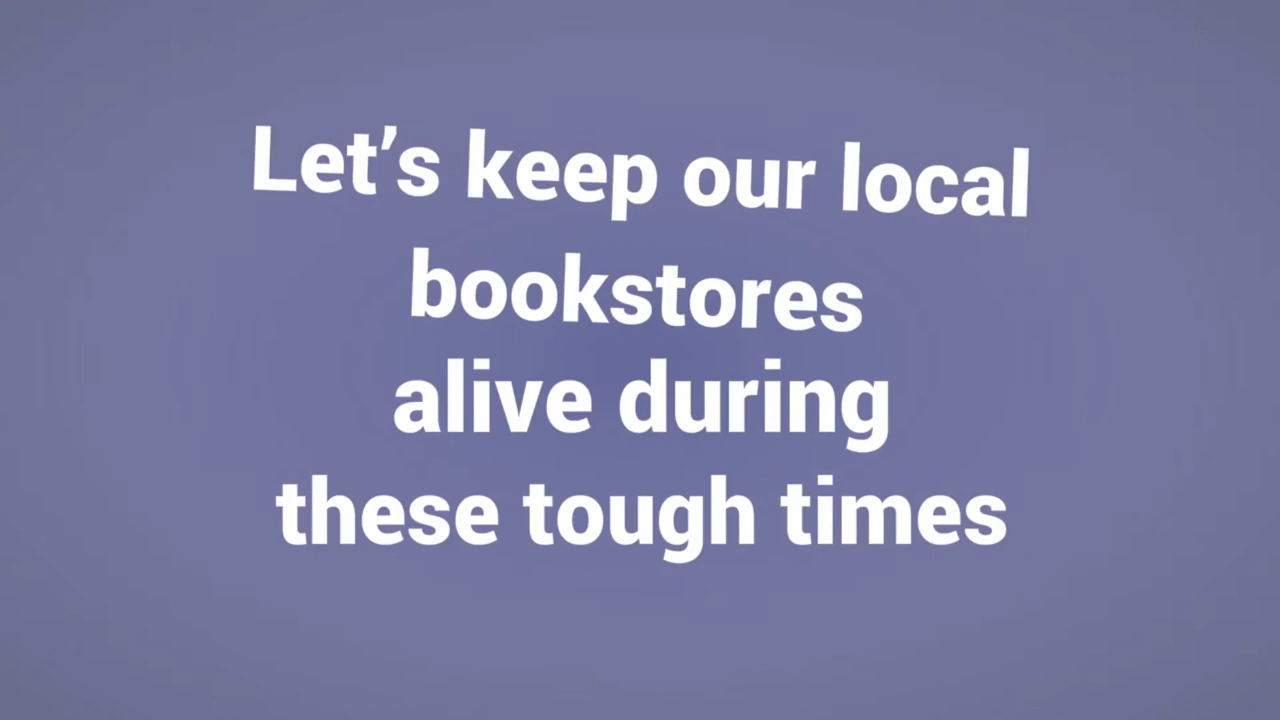 Let’s keep our local
bookstores
alive during
these tough times